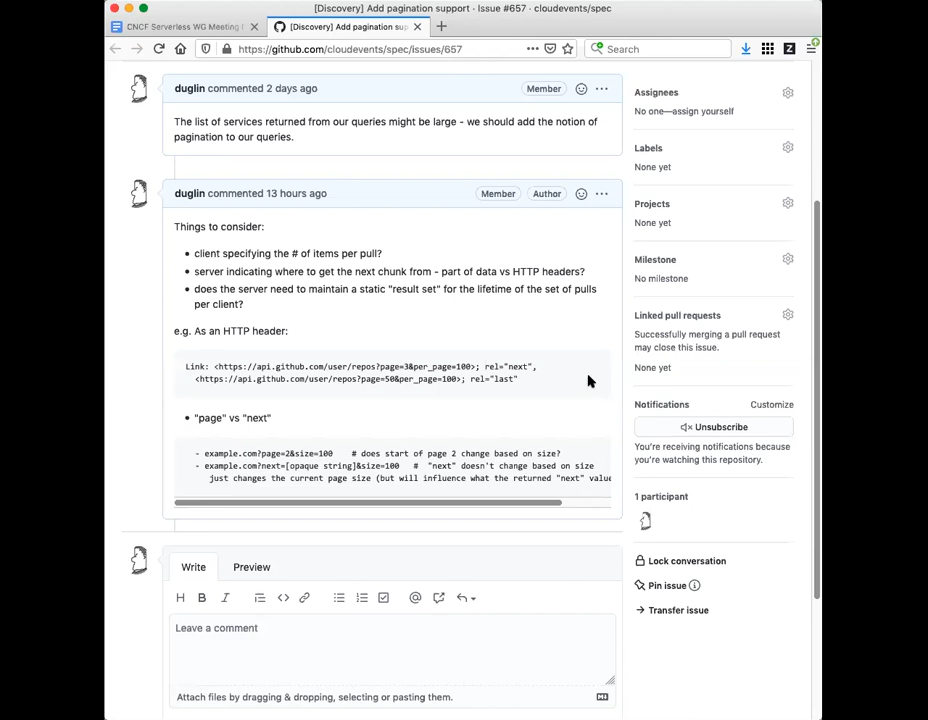 [Discovery] Add pagination support · Issue #657 · cloudevents/spec
CNCF Serverless WG Meeting
[Discovery] Add pagination sup
https://github.com/cloudevents/spec/issues/657
Search
duglin commented 2 days ago
Member
The list of services returned from our queries might be large - we should add the notion of
pagination to our queries.
duglin commented 13 hours ago
Member
Author
Things to consider:
• client specifying the # of items per pull?
• server indicating where to get the next chunk from - part of data vs HTTP headers?
• does the server need to maintain a static "result set" for the lifetime of the set of pulls
per client?
e.g. As an HTTP header:
Link: <https://api.github.com/user/repos?page=3&per_page=100>; rel="next",
<https://api.github.com/user/repos?page=50&per_page=100>; rel="last"
• "page" vs "next"
- example.com?page=2&size=100 # does start of page 2 change based on size?
- example.com?next=[opaque string]&size=100 # "next" doesn't change based on size
just changes the current page size (but will influence what the returned "next" value
Write
Preview
Leave a comment
Attach files by dragging & dropping, selecting or pasting them.
Assignees
No one—assign yourself
Labels
None yet
Projects
None yet
Milestone
No milestone
Linked pull requests
Successfully merging a pull request
may close this issue.
None yet
Notifications
Customize
Unsubscribe
You're receiving notifications because
you're watching this repository.
1 participant
Lock conversation
Pin issue
Transfer issue